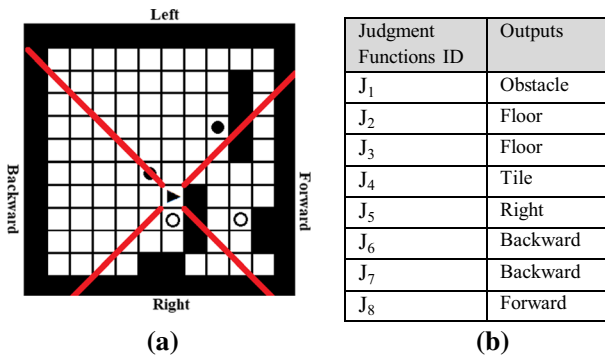 Left
Backward
Forward
Right
(a)
Judgment Functions ID Outputs
J1 Obstacle
J2 Floor
J3 Floor
J4 Tile
J5 Right
J6 Backward
J7 Backward
J8 Forward
(b)